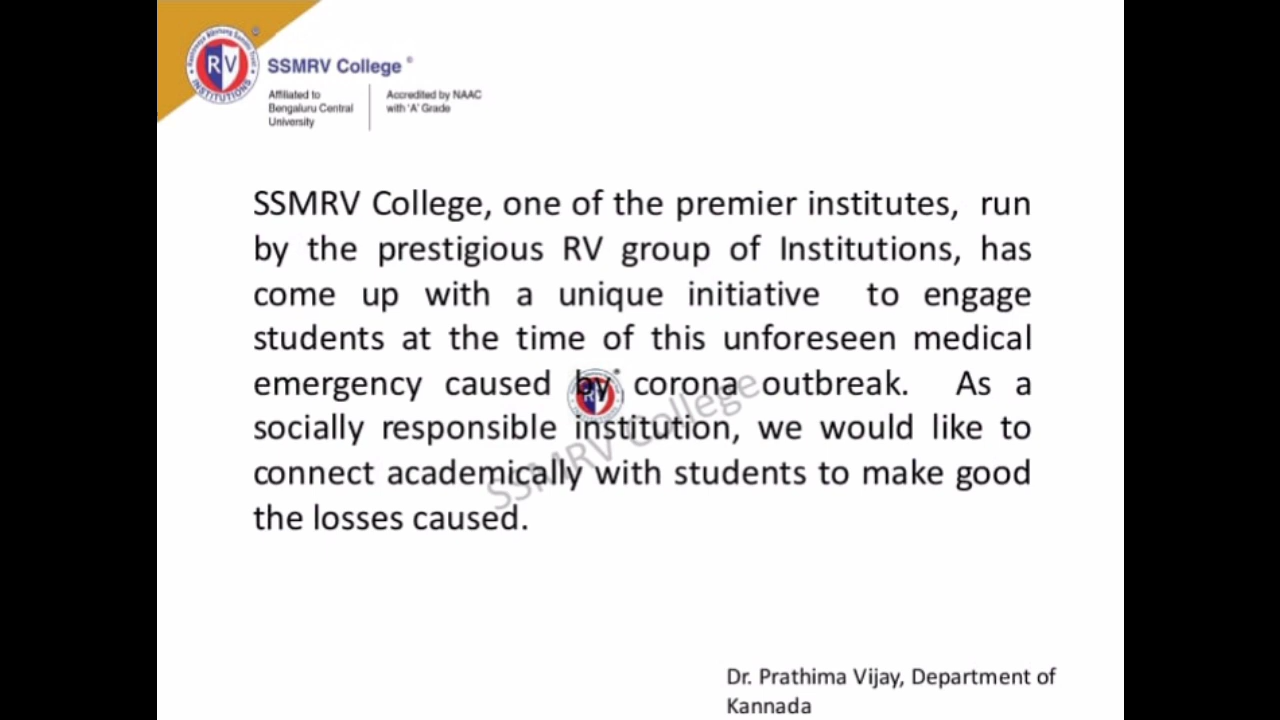 RV
INSTITUTIONS
SSMRV College
Affiliated to
Bengaluru Central
University
Accredited by NAAC
with 'A' Grade
SSMRV College, one of the premier institutes, run
by the prestigious RV group of Institutions, has
come up with a unique initiative to engage
students at the time of this unforeseen medical
emergency caused by corona outbreak. As a
socially responsible institution, we would like to
connect academically with students to make good
the losses caused.
RV
SSMRV College
Dr. Prathima Vijay, Department of
Kannada